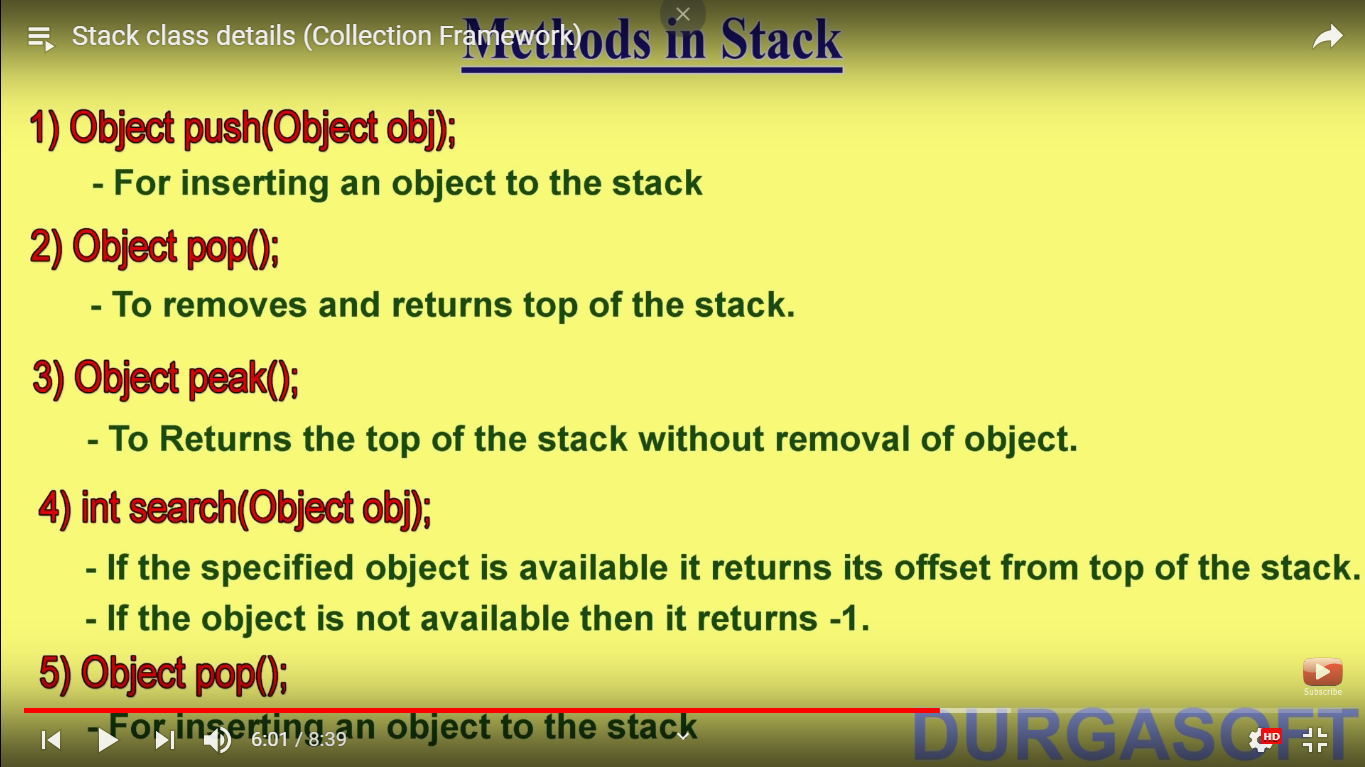 Stack class details (Collection Framework)
Methods in Stack
1) Object push(Object obj);
- For inserting an object to the stack
2) Object pop();
- To removes and returns top of the stack.
3) Object peak();
- To Returns the top of the stack without removal of object.
4) int search(Object obj);
- If the specified object is available it returns its offset from top of the stack.
- If the object is not available then it returns -1.
5) Object pop();
- For inserting an object to the stack
Subscribe
6:01 / 8:39
HD
DURGASOFT